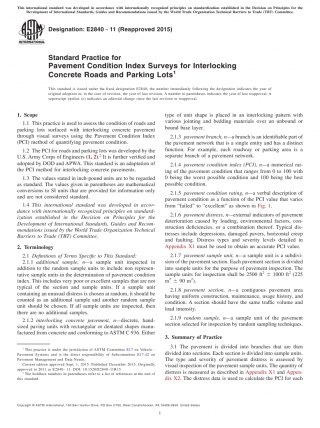 This international standard was developed in accordance with internationally recognized principles on standardization established in the Decision on Principles for the
Development of International Standards, Guides and Recommendations issued by the World Trade Organization Technical Barriers to Trade (TBT) Committee.
Designation: E2840 - 11 (Reapproved 2015)
Standard Practice for
Pavement Condition Index Surveys for Interlocking
Concrete Roads and Parking Lots¹
This standard is issued under the fixed designation E2840; the number immediately following the designation indicates the year of
original adoption or, in the case of revision, the year of last revision. A number in parentheses indicates the year of last reapproval. A
superscript epsilon (ε) indicates an editorial change since the last revision or reapproval.
1. Scope
1.1 This practice is used to assess the condition of roads and
parking lots surfaced with interlocking concrete pavement
through visual surveys using the Pavement Condition Index
(PCI) method of quantifying pavement condition.
1.2 The PCI for roads and parking lots was developed by the
U.S. Army Corps of Engineers (1, 2).² It is further verified and
adopted by DOD and APWA. This standard is an adaptation of
the PCI method for interlocking concrete pavements.
1.3 The values stated in inch-pound units are to be regarded
as standard. The values given in parentheses are mathematical
conversions to SI units that are provided for information only
and are not considered standard.
1.4 This international standard was developed in accor-
dance with internationally recognized principles on standard-
ization established in the Decision on Principles for the
Development of International Standards, Guides and Recom-
mendations issued by the World Trade Organization Technical
Barriers to Trade (TBT) Committee.
2. Terminology
2.1 Definitions of Terms Specific to This Standard:
2.1.1 additional sample, n—a sample unit inspected in
addition to the random sample units to include non represen-
tative sample units in the determination of pavement condition
index. This includes very poor or excellent samples that are not
typical of the section and sample units. If a sample unit
containing an unusual distress is chosen at random, it should be
counted as an additional sample and another random sample
unit should be chosen. If all sample units are inspected, then
there are no additional samples.
2.1.2 interlocking concrete pavement; n—discrete, hand-
sized paving units with rectangular or dentated shapes manu-
factured from concrete and conforming to ASTM C 936. Either
¹ This practice is under the jurisdiction of ASTM Committee E17 on Vehicle -
Pavement Systems and is the direct responsibility of Subcommittee E17.42 on
Pavement Management and Data Needs.
Current edition approved Sept. 1, 2015. Published December 2015. Originally
approved in 2011 as E2840– 11. DOI: 10.1520/E2840-11R15
² The boldface numbers in parentheses refers to a list of references at the end of
this standard.
type of unit shape is placed in an interlocking pattern with
various jointing and bedding materials over an unbound or
bound base layer.
2.1.3 pavement branch, n—a branch is an identifiable part of
the pavement network that is a single entity and has a distinct
function. For example, each roadway or parking area is a
separate branch of a pavement network.
2.1.4 pavement condition index (PCI), n—a numerical rat-
ing of the pavement condition that ranges from 0 to 100 with
0 being the worst possible condition and 100 being the best
possible condition.
2.1.5 pavement condition rating, n—a verbal description of
pavement condition as a function of the PCI value that varies
from “failed” to “excellent” as shown in Fig. 1.
2.1.6 pavement distress, n—external indicators of pavement
deterioration caused by loading, environmental factors, con-
struction deficiencies, or a combination thereof. Typical dis-
tresses include depressions, damaged pavers, horizontal creep
and faulting. Distress types and severity levels detailed in
Appendix X1 must be used to obtain an accurate PCI value.
2.1.7 pavement sample unit, n—a sample unit is a subdivi-
sion of the pavement section. Each pavement section is divided
into sample units for the purpose of pavement inspection. The
sample units for inspection shall be 2500 ft² ± 1000 ft² (225
m² ± 90 m²).
2.1.8 pavement section, n—a contiguous pavement area
having uniform construction, maintenance, usage history, and
condition. A section should have the same traffic volume and
load intensity.
2.1.9 random sample, n—a sample unit of the pavement
section selected for inspection by random sampling techniques.
3. Summary of Practice
3.1 The pavement is divided into branches that are then
divided into sections. Each section is divided into sample units.
The type and severity of pavement distress is assessed by
visual inspection of the pavement sample units. The quantity of
distress is measured as described in Appendix X1 and Appen-
dix X2. The distress data is used to calculate the PCI for each
Copyright © ASTM International, 100 Barr Harbor Drive, PO Box C700, West Conshohocken, PA 19428-2959. United States
1